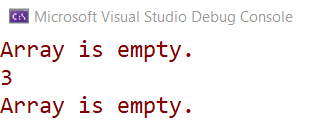 Microsoft Visual Studio Debug Console
Array is empty.
3
Array is empty.